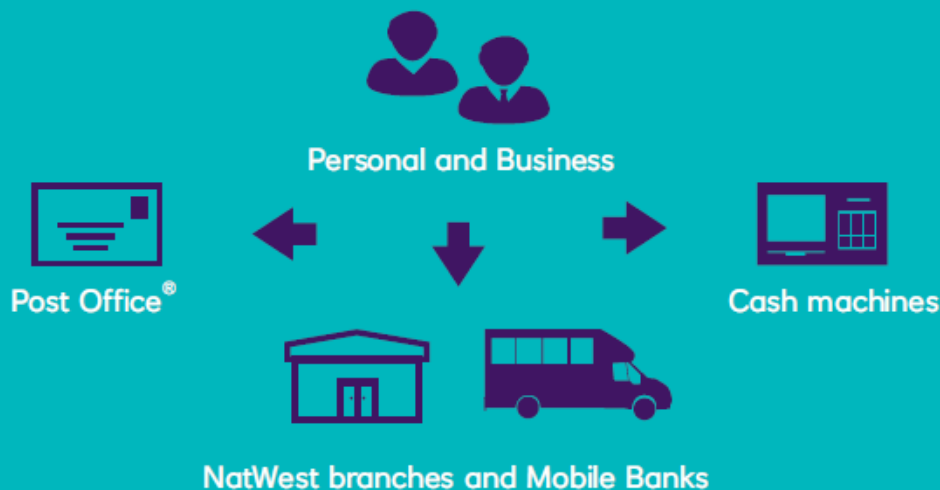 Personal and Business
Post Office®
Cash machines
NatWest branches and Mobile Banks